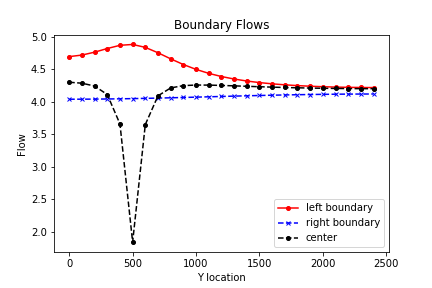 Boundary Flows
5.0
4.5
4.0
3.5
3.0
2.5
2.0
Flow
0
500
1000
1500
2000
2500
Y location
left boundary
right boundary
center